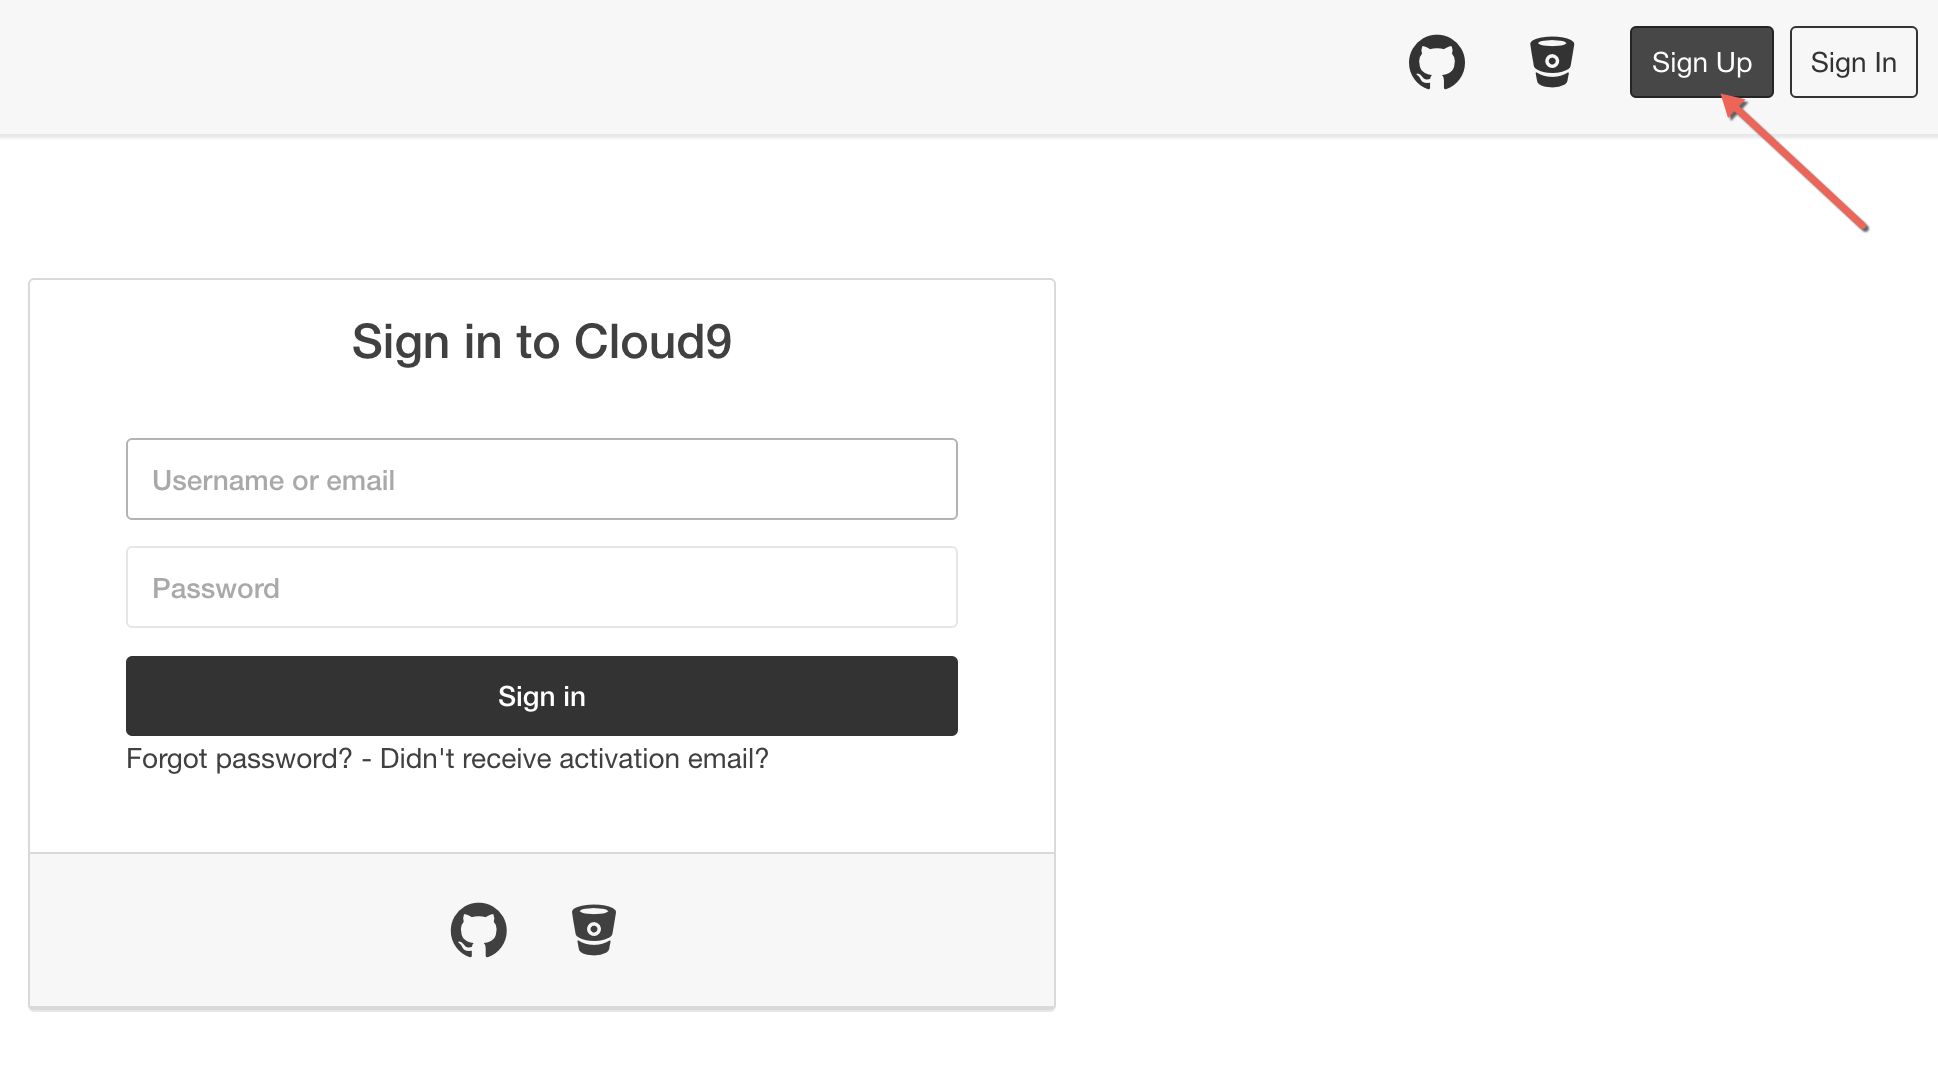 Sign Up
Sign In
Sign in to Cloud9
Username or email
Password
Sign in
Forgot password? - Didn't receive activation email?